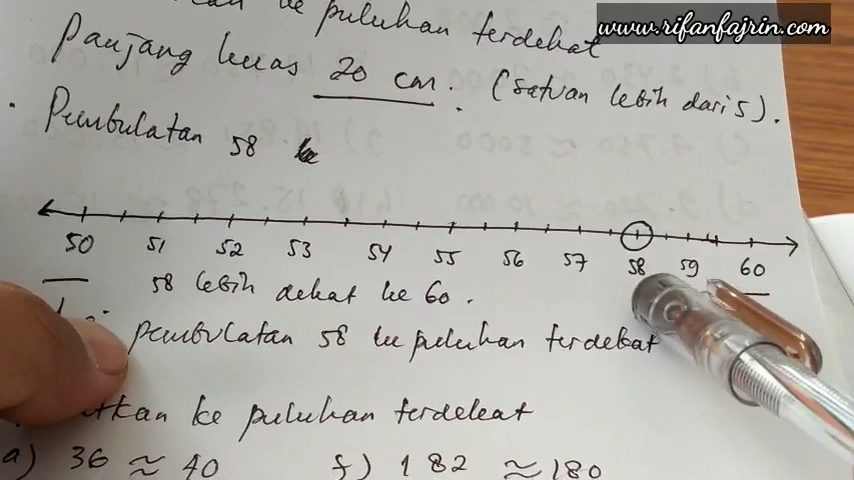 ke puluhan terdekat
www.rifanfajrin.com
Panjang kuas 20 cm. (satuan lebih dari 5).
Pembulatan 58 ke
50 51 52 53 54 55 56 57 58 59 60
58 lebih dekat ke 60.
pembulatan 58 ke puluhan terdekat
ke puluhan terdekat
a) 36 ≈ 40 f) 182 ≈ 180